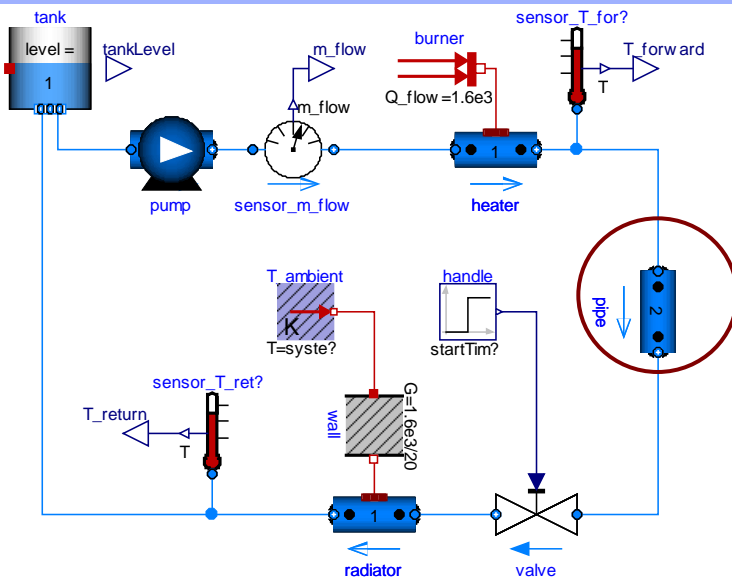 tank
sensor_T_for?
level =
tankLevel
m_flow
burner
T_forward
1
m_flow
Q_flow=1.6e3
T
1
pump
sensor_m_flow
heater
T_ambient
handle
pipe
2
K
T=syste?
startTim?
sensor_T_ret?
G=1.6e3/20
T_return
wall
T
1
radiator
valve